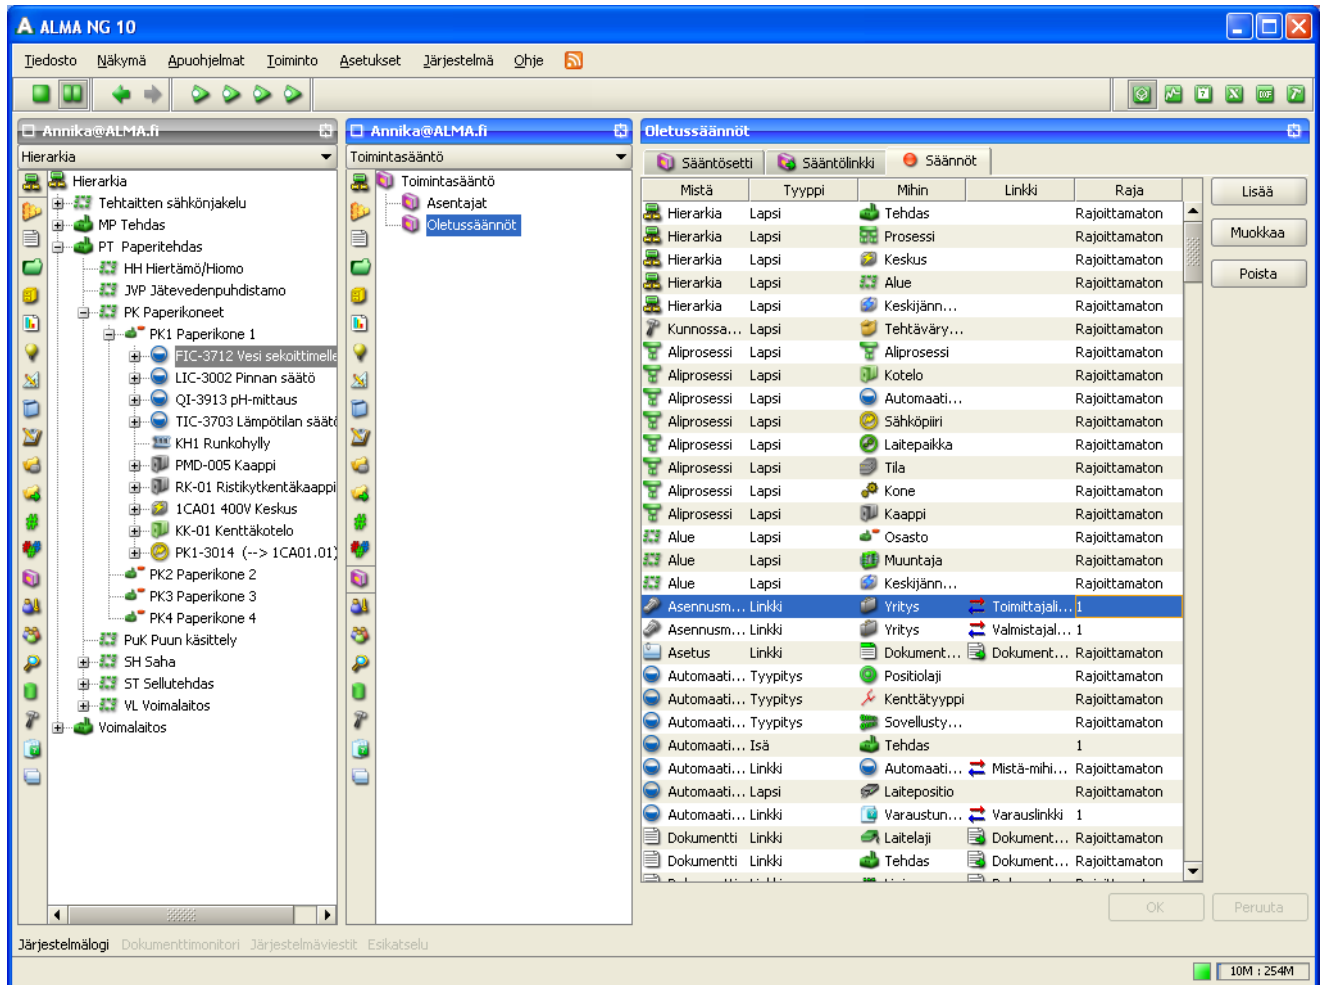 ALMA NG 10
Tiedosto Näkymä Apuohjelmat Toiminto Asetukset Järjestelmä Ohje
Annika@ALMA.fi
Hierarkia
Hierarkia
Tehtaitten sähkönjakelu
MP Tehdas
PT Paperitehdas
HH Hiertämö/Hiomo
JVP Jätevedenpuhdistamo
PK Paperikoneet
PK1 Paperikone 1
FIC-3712 Vesi sekoittimelle
LIC-3002 Pinnan säätö
QI-3913 pH-mittaus
TIC-3703 Lämpötilan säätö
KH1 Runkohylly
PMD-005 Kaappi
RK-01 Ristikytkentäkaappi
1CA01 400V Keskus
KK-01 Kenttäkotelo
PK1-3014 (--> 1CA01.01)
PK2 Paperikone 2
PK3 Paperikone 3
PK4 Paperikone 4
PuK Puun käsittely
SH Saha
ST Sellutehdas
VL Voimalaitos
Voimalaitos
Annika@ALMA.fi
Toimintasääntö
Toimintasääntö
Asentajat
Oletussäännöt
Oletussäännöt
Sääntösetti Sääntölinkki Säännöt
Mistä Tyyppi Mihin Linkki Raja
Hierarkia Lapsi Tehdas Rajoittamaton
Hierarkia Lapsi Prosessi Rajoittamaton
Hierarkia Lapsi Keskus Rajoittamaton
Hierarkia Lapsi Alue Rajoittamaton
Hierarkia Lapsi Keskijänn... Rajoittamaton
Kunnossa... Lapsi Tehtäväry... Rajoittamaton
Aliprosessi Lapsi Aliprosessi Rajoittamaton
Aliprosessi Lapsi Kotelo Rajoittamaton
Aliprosessi Lapsi Automaati... Rajoittamaton
Aliprosessi Lapsi Sähköpiiri Rajoittamaton
Aliprosessi Lapsi Laitepaikka Rajoittamaton
Aliprosessi Lapsi Tila Rajoittamaton
Aliprosessi Lapsi Kone Rajoittamaton
Aliprosessi Lapsi Kaappi Rajoittamaton
Alue Lapsi Osasto Rajoittamaton
Alue Lapsi Muuntaja Rajoittamaton
Alue Lapsi Keskijänn... Rajoittamaton
Asennusm... Linkki Yritys Toimittajali... 1
Asennusm... Linkki Yritys Valmistajal... 1
Asetus Linkki Dokument... Dokument... Rajoittamaton
Automaati... Tyypitys Positiolaji Rajoittamaton
Automaati... Tyypitys Kenttätyyppi Rajoittamaton
Automaati... Tyypitys Sovellusty... Rajoittamaton
Automaati... Isä Tehdas 1
Automaati... Linkki Automaati... Mistä-mihi... Rajoittamaton
Automaati... Lapsi Laitepositio Rajoittamaton
Automaati... Linkki Varaustun... Varauslinkki 1
Dokumentti Linkki Laitelaji Dokument... Rajoittamaton
Dokumentti Linkki Tehdas Dokument... Rajoittamaton
Lisää
Muokkaa
Poista
OK Peruuta
Järjestelmälogi Dokumenttimonitori Järjestelmäviestit Esikatselu
10M : 254M